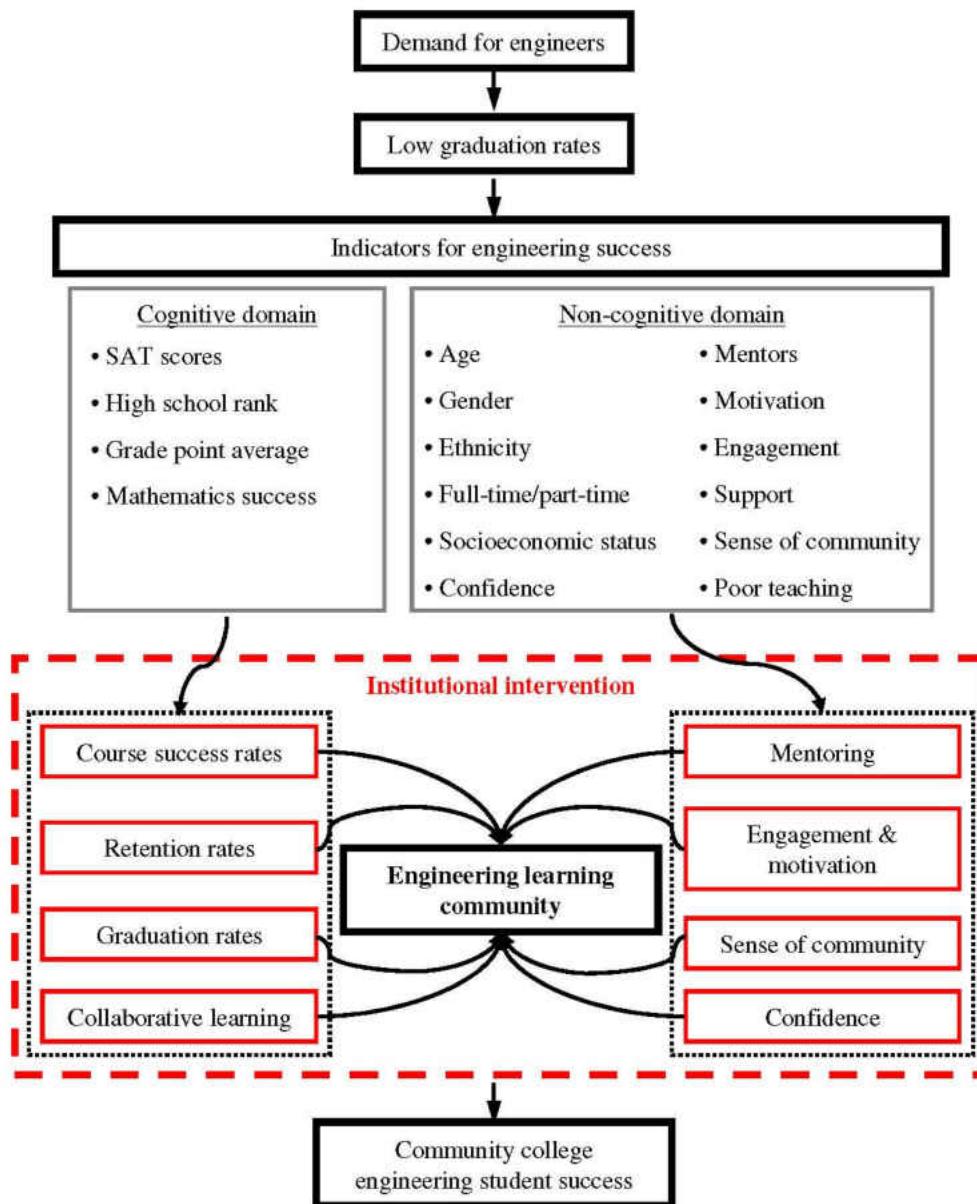 Demand for engineers
Low graduation rates
Indicators for engineering success
Cognitive domain
• SAT scores
• High school rank
• Grade point average
• Mathematics success
Non-cognitive domain
• Age
• Gender
• Ethnicity
• Full-time/part-time
• Socioeconomic status
• Confidence
• Mentors
• Motivation
• Engagement
• Support
• Sense of community
• Poor teaching
Institutional intervention
Course success rates
Retention rates
Graduation rates
Collaborative learning
Engineering learning
community
Mentoring
Engagement &
motivation
Sense of community
Confidence
Community college
engineering student success